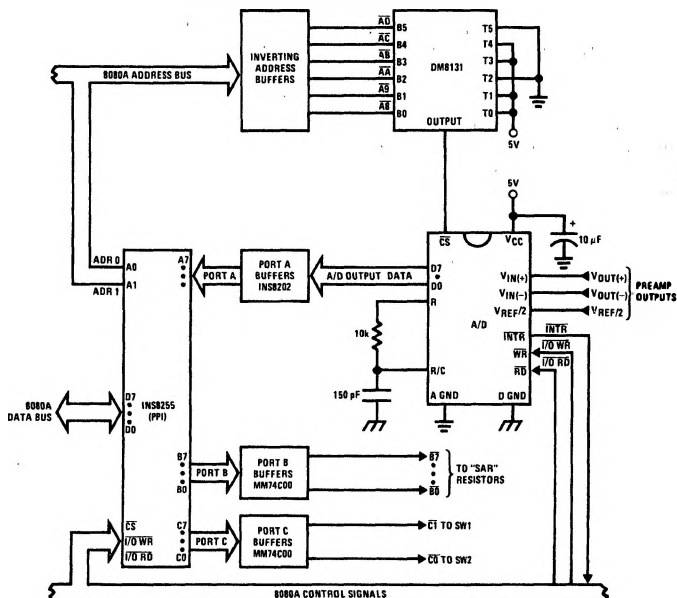 8080A ADDRESS BUS
INVERTING
ADDRESS
BUFFERS
AD B5
AC B4
AB B3
AA B2
A9 B1
A8 B0
DM8131
OUTPUT
T5
T4
T3
T2
T1
T0
5V
5V
10 μF
CS
VCC
D7
D0
R
R/C
A/D
VIN(+)
VIN(−)
VREF/2
INTR
WR
RD
A GND
D GND
VOUT(+)
VOUT(−)
VREF/2
PREAMP
OUTPUTS
INTR
I/O WR
I/O RD
10k
150 pF
A/D OUTPUT DATA
PORT A
BUFFERS
INS8202
PORT A
ADR 0
ADR 1
A0
A1
A7
8080A
DATA BUS
D7
D0
INS8255
(PPI)
B7
B0
PORT B
PORT B
BUFFERS
MM74C00
B7
B0
TO "SAR"
RESISTORS
CS
I/O WR
I/O RD
C7
C0
PORT C
PORT C
BUFFERS
MM74C00
C1 TO SW1
C0 TO SW2
8080A CONTROL SIGNALS